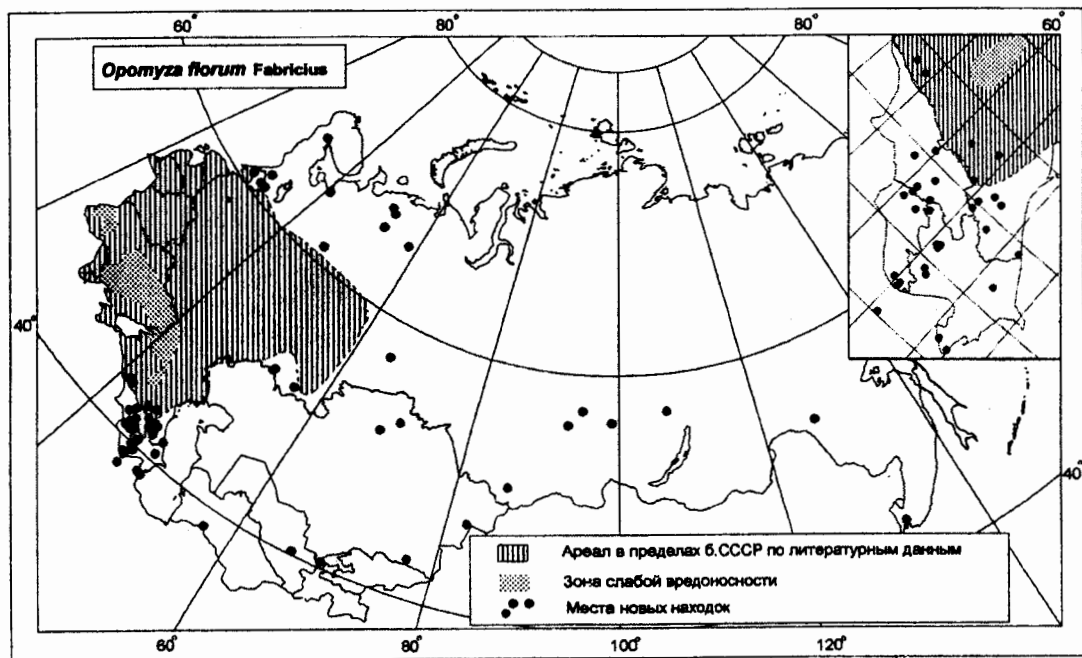 60°
80°
60°
Opomyza florum Fabricius
40°
40°
Ареал в пределах б.СССР по литературным данным
Зона слабой вредоносности
Места новых находок
60°
80°
100°
120°